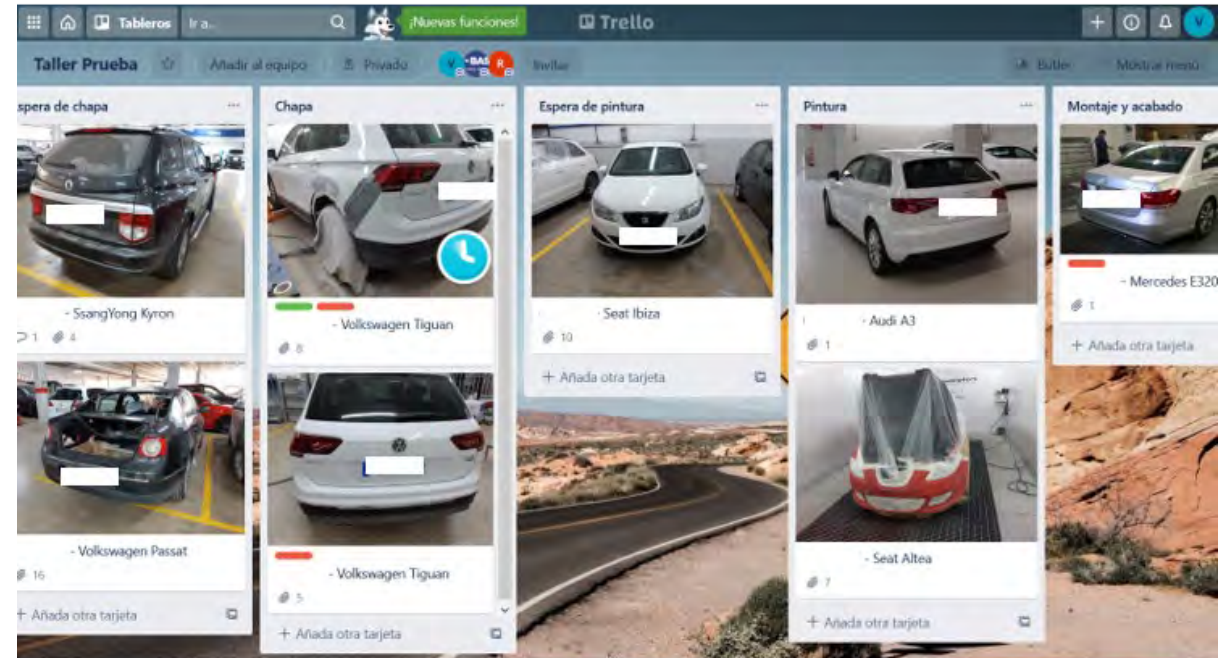 Tableros
Ir a...
¡Nuevas funciones!
Trello
V
Taller Prueba
Añadir al equipo
Privado
V
BAS
R
Invitar
Butler
Mostrar menú
spera de chapa
- SsangYong Kyron
1
4
- Volkswagen Passat
16
+ Añada otra tarjeta
Chapa
- Volkswagen Tiguan
8
- Volkswagen Tiguan
5
+ Añada otra tarjeta
Espera de pintura
- Seat Ibiza
10
+ Añada otra tarjeta
Pintura
- Audi A3
1
- Seat Altea
7
+ Añada otra tarjeta
Montaje y acabado
- Mercedes E320
1
+ Añada otra tarjeta